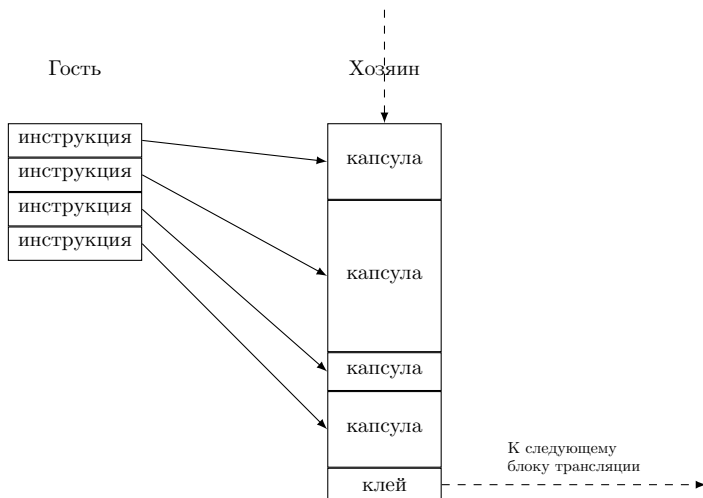 Гость
Хозяин
инструкция
инструкция
инструкция
инструкция
капсула
капсула
капсула
капсула
клей
К следующему
блоку трансляции